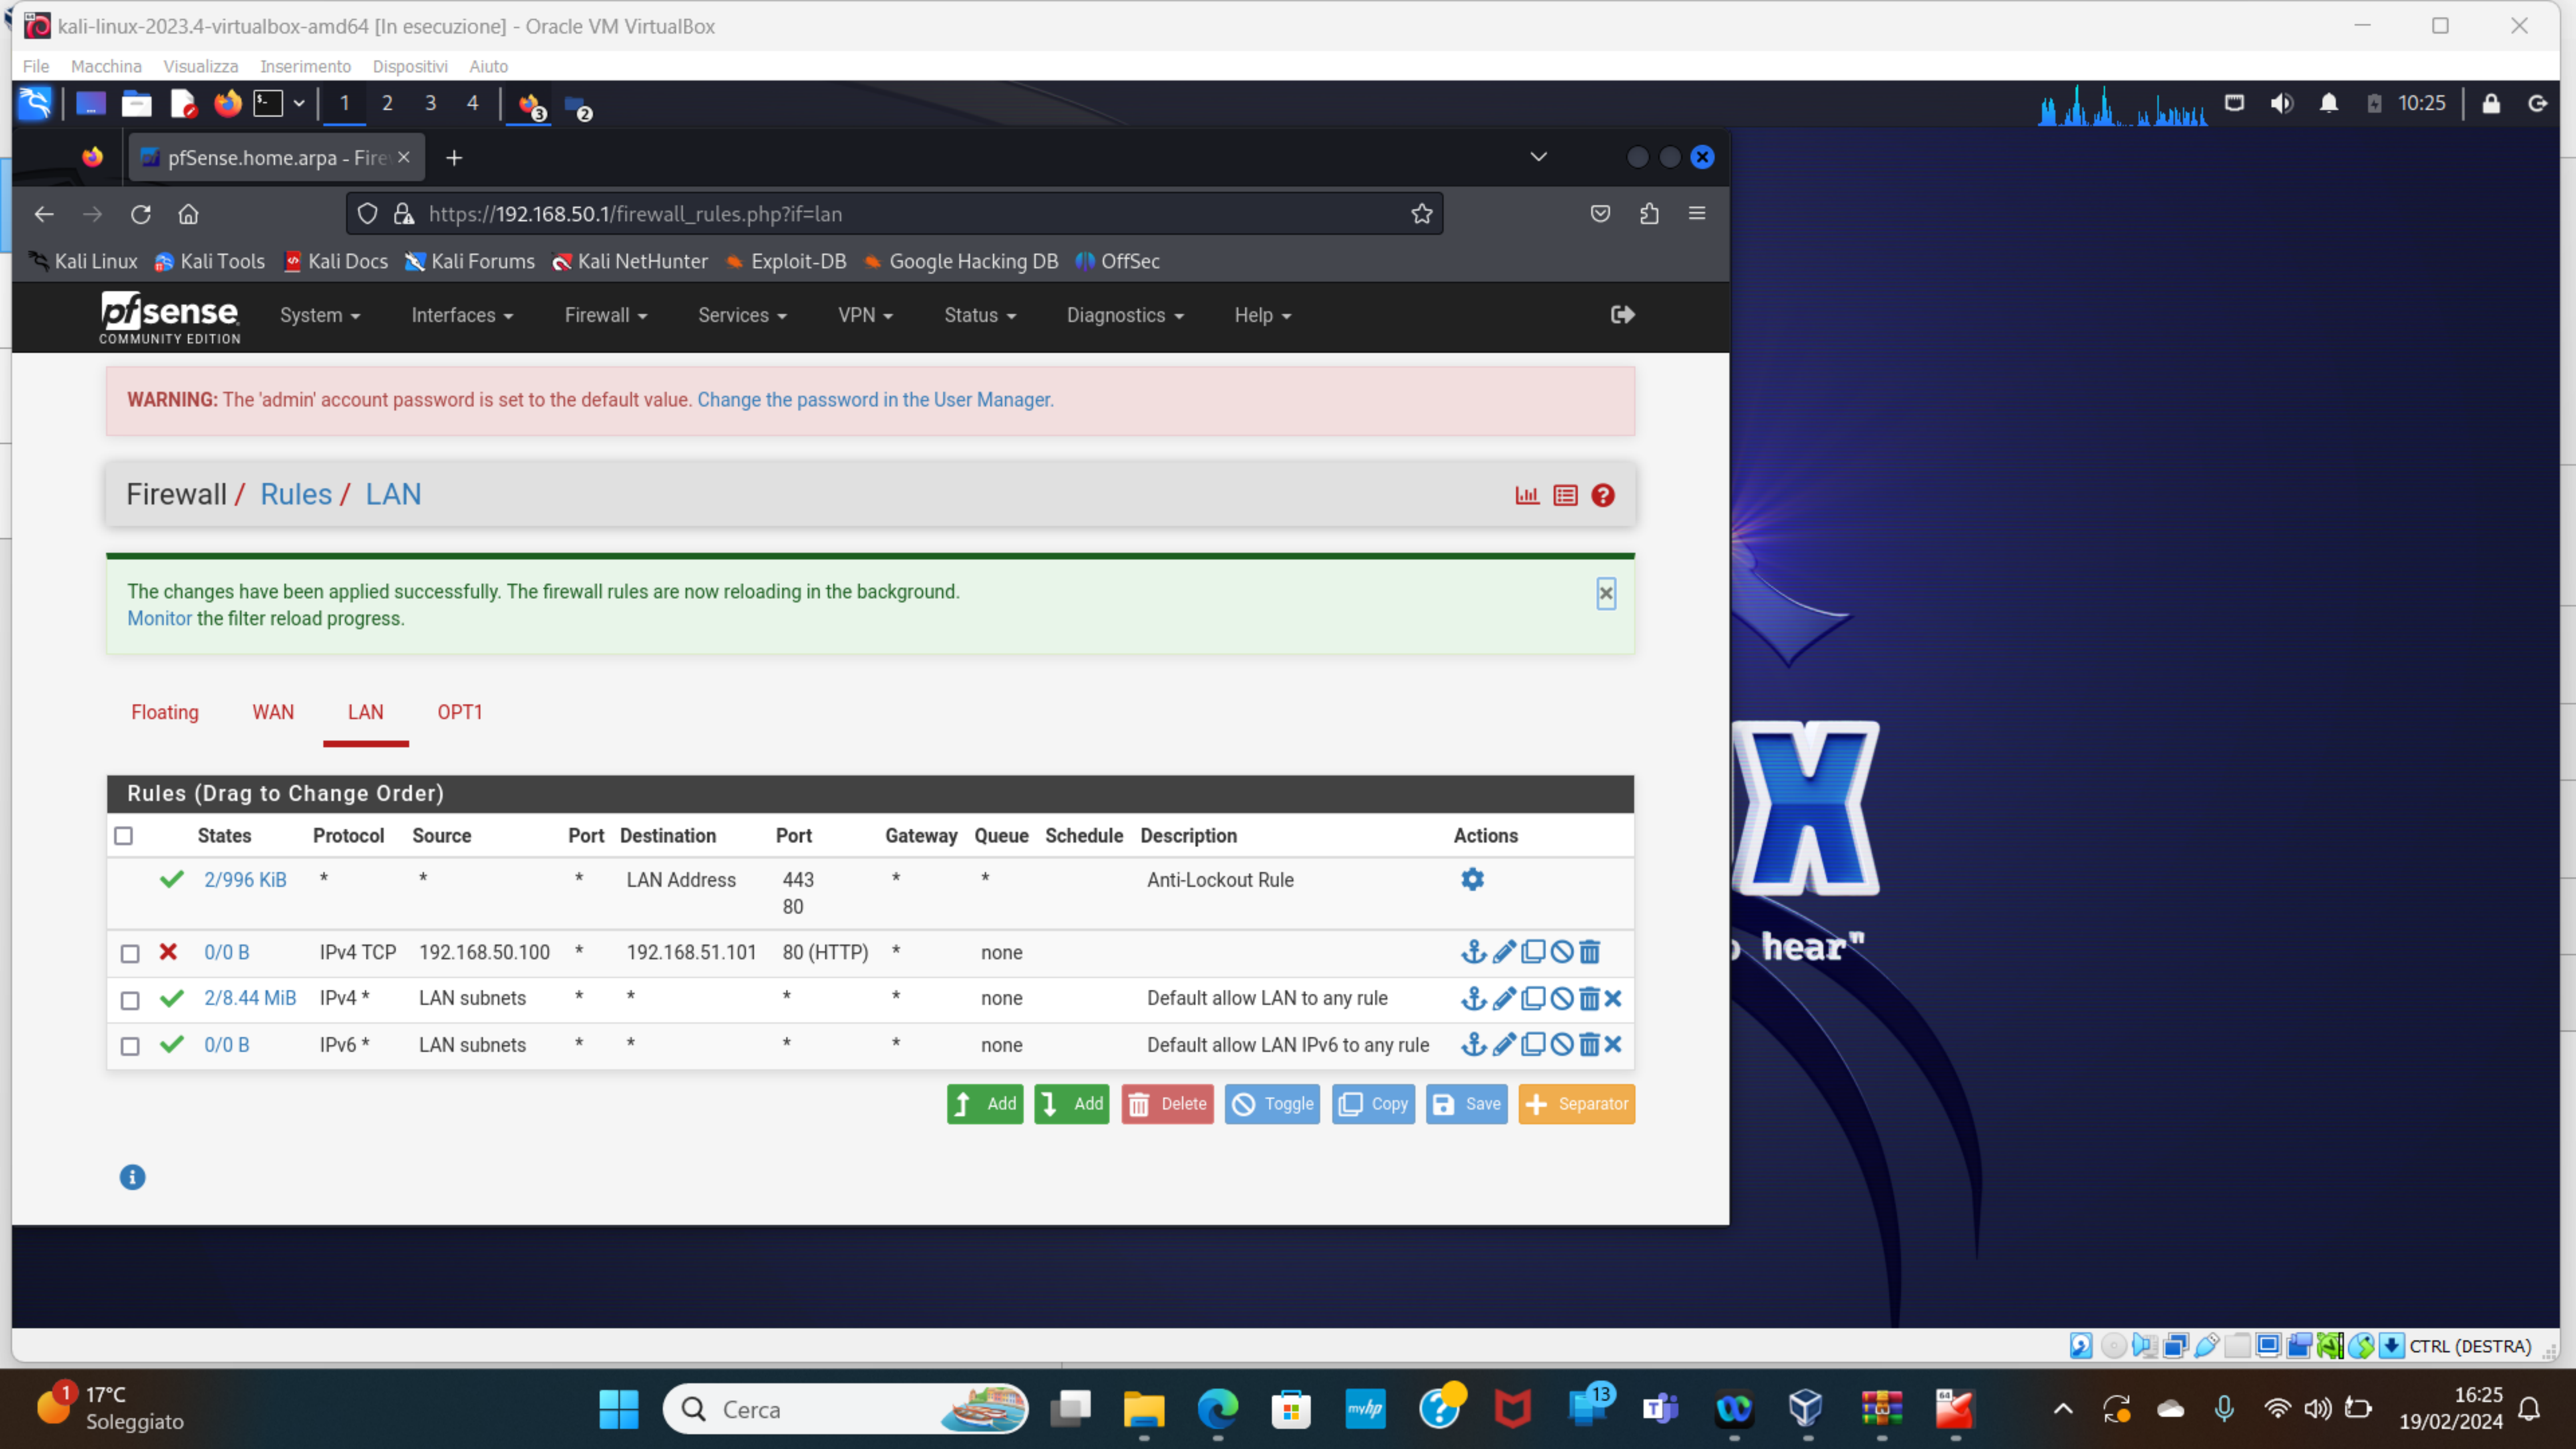 kali-linux-2023.4-virtualbox-amd64 [In esecuzione] - Oracle VM VirtualBox
File Macchina Visualizza Inserimento Dispositivi Aiuto
1 2 3 4 3 2 10:25
pfSense.home.arpa - Fire
https://192.168.50.1/firewall_rules.php?if=lan
Kali Linux Kali Tools Kali Docs Kali Forums Kali NetHunter Exploit-DB Google Hacking DB OffSec
pfsense
COMMUNITY EDITION
System Interfaces Firewall Services VPN Status Diagnostics Help
WARNING: The 'admin' account password is set to the default value. Change the password in the User Manager.
Firewall / Rules / LAN
The changes have been applied successfully. The firewall rules are now reloading in the background.
Monitor the filter reload progress.
Floating WAN LAN OPT1
Rules (Drag to Change Order)
States Protocol Source Port Destination Port Gateway Queue Schedule Description Actions
2/996 KiB * * * LAN Address 443 80 * * Anti-Lockout Rule
0/0 B IPv4 TCP 192.168.50.100 * 192.168.51.101 80 (HTTP) * none
2/8.44 MiB IPv4 * LAN subnets * * * * none Default allow LAN to any rule
0/0 B IPv6 * LAN subnets * * * * none Default allow LAN IPv6 to any rule
Add Add Delete Toggle Copy Save Separator
X
hear"
CTRL (DESTRA)
1 17°C
Soleggiato
Cerca
myhp
13
64
16:25
19/02/2024